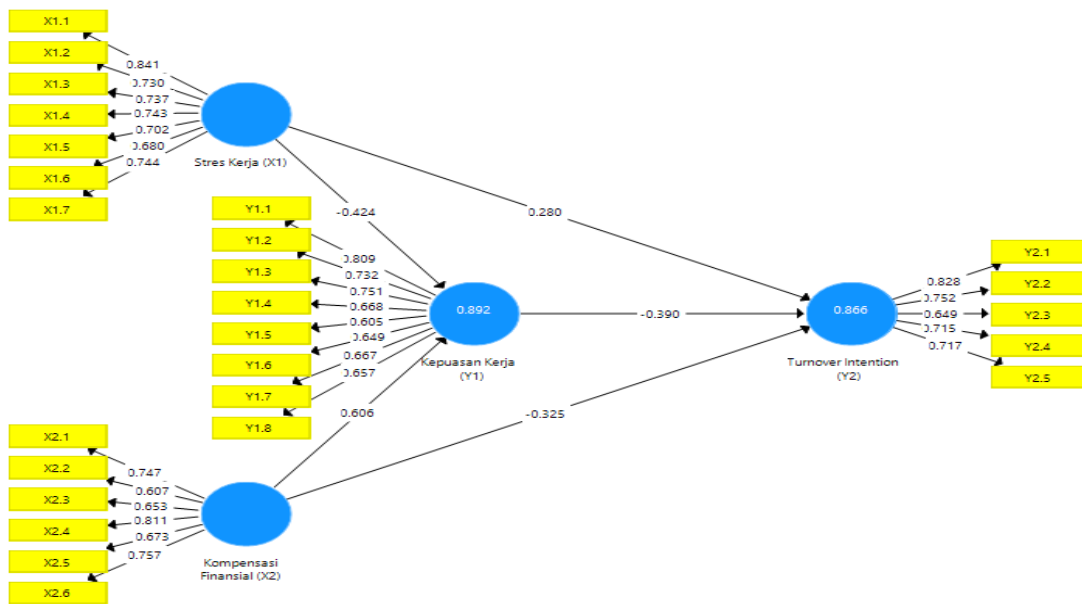 X1.1
X1.2
X1.3
X1.4
X1.5
X1.6
X1.7
0.841
0.730
0.737
0.743
0.702
0.680
0.744
Stres Kerja (X1)
-0.424
0.280
Y1.1
Y1.2
Y1.3
Y1.4
Y1.5
Y1.6
Y1.7
Y1.8
0.809
0.732
0.751
0.668
0.605
0.649
0.667
0.657
0.892
Kepuasan Kerja
(Y1)
-0.390
0.866
Turnover Intention
(Y2)
0.828
0.752
0.649
0.715
0.717
Y2.1
Y2.2
Y2.3
Y2.4
Y2.5
0.606
-0.325
X2.1
X2.2
X2.3
X2.4
X2.5
X2.6
0.747
0.607
0.653
0.811
0.673
0.757
Kompensasi
Finansial (X2)